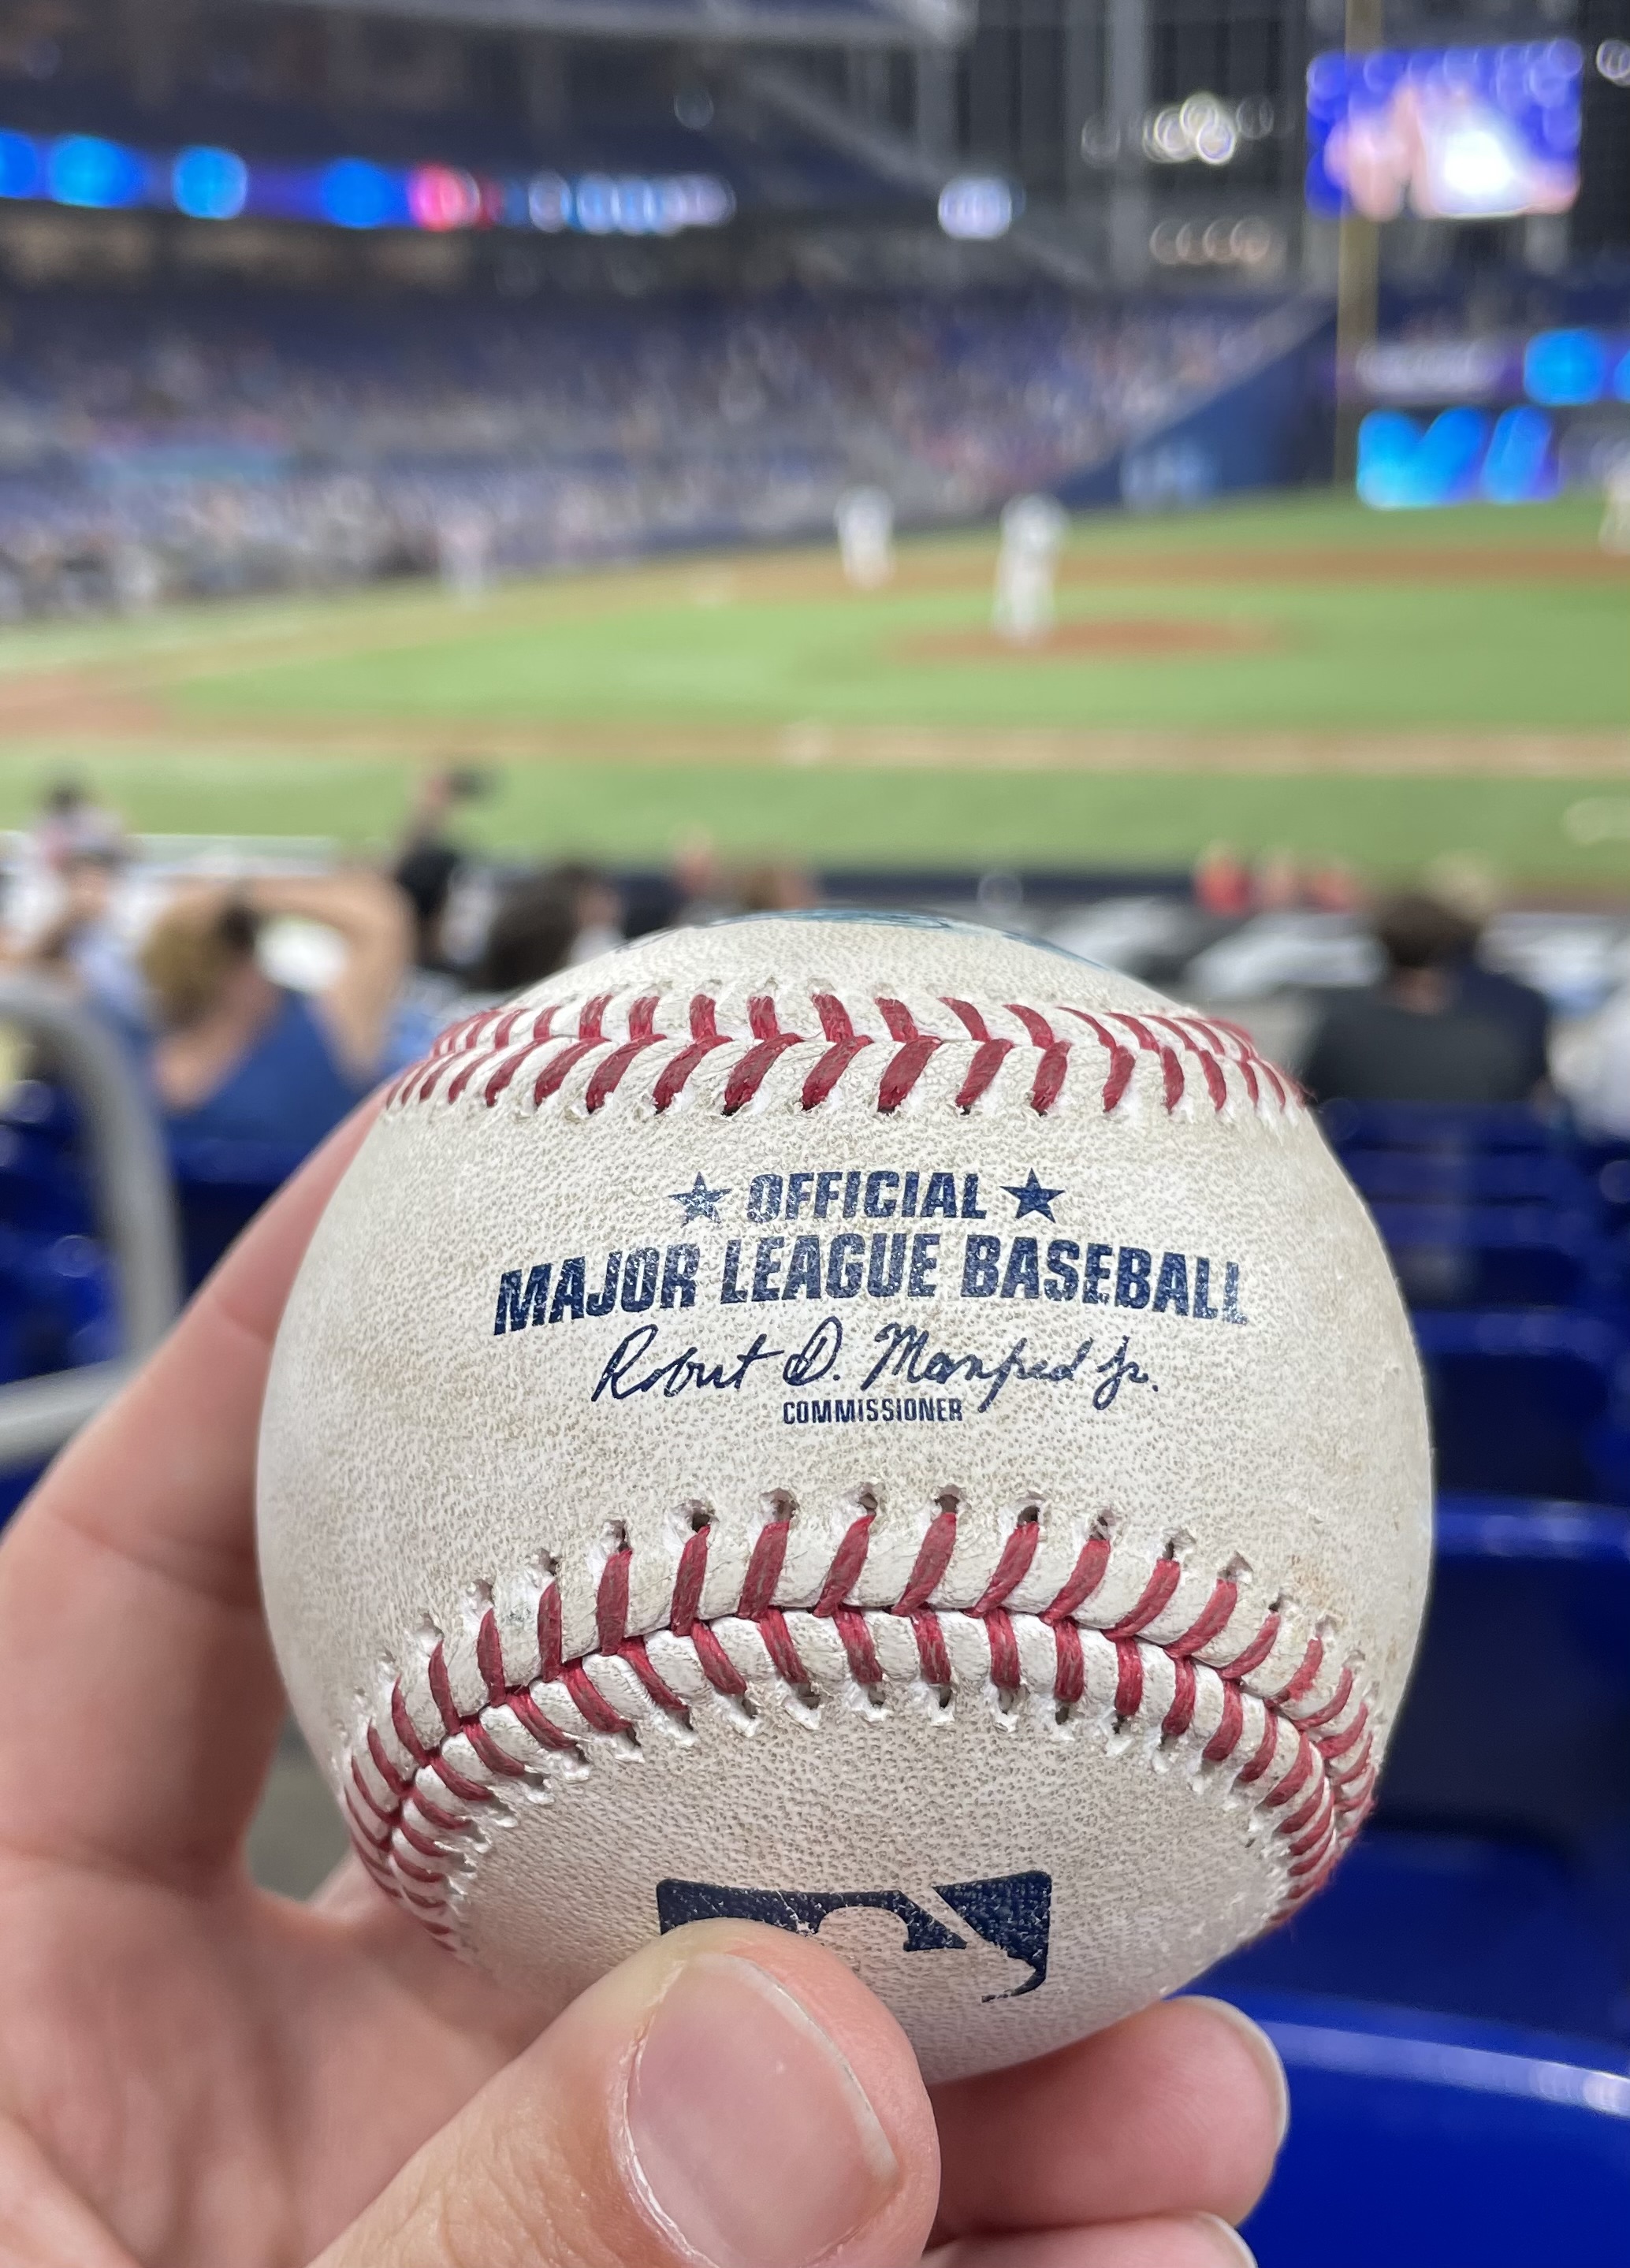 ★ OFFICIAL ★
MAJOR LEAGUE BASEBALL
Robert D. Manfred Jr.
COMMISSIONER